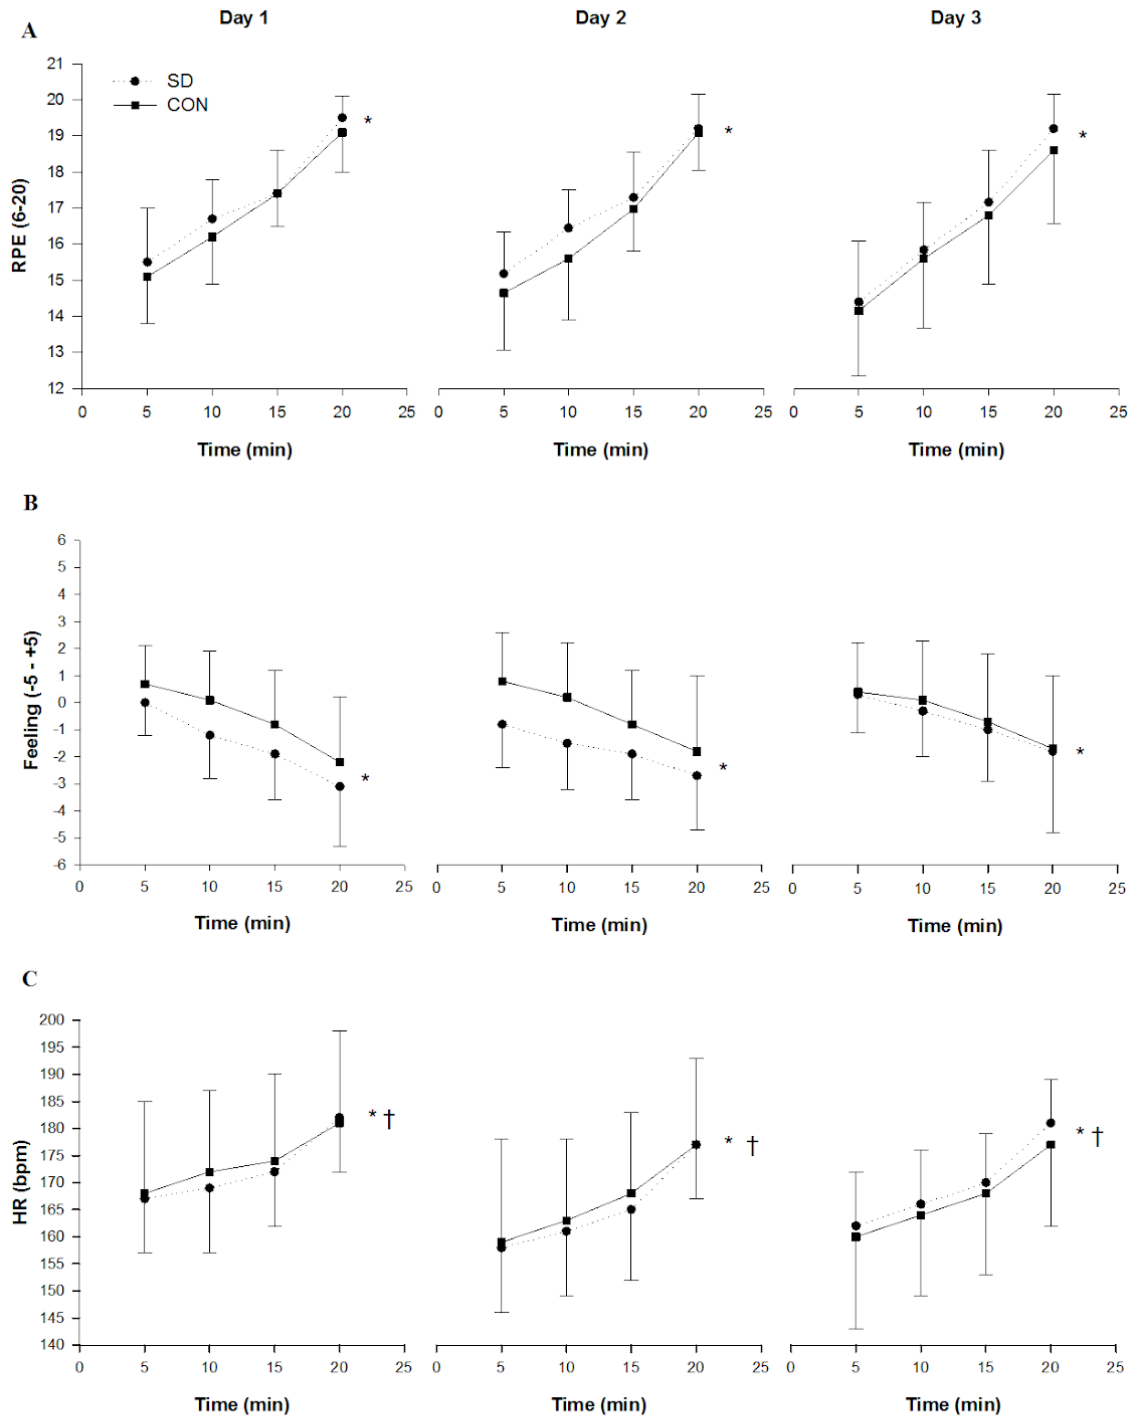 Day 1 Day 2 Day 3
A
21
20
19
18
17
16
15
14
13
12
RPE (6-20)
SD
CON
* * *
0 5 10 15 20 25 0 5 10 15 20 25 0 5 10 15 20 25
Time (min) Time (min) Time (min)
B
6
5
4
3
2
1
0
-1
-2
-3
-4
-5
-6
Feeling (-5 - +5)
* * *
0 5 10 15 20 25 0 5 10 15 20 25 0 5 10 15 20 25
Time (min) Time (min) Time (min)
C
200
195
190
185
180
175
170
165
160
155
150
145
140
HR (bpm)
* † * † * †
0 5 10 15 20 25 0 5 10 15 20 25 0 5 10 15 20 25
Time (min) Time (min) Time (min)